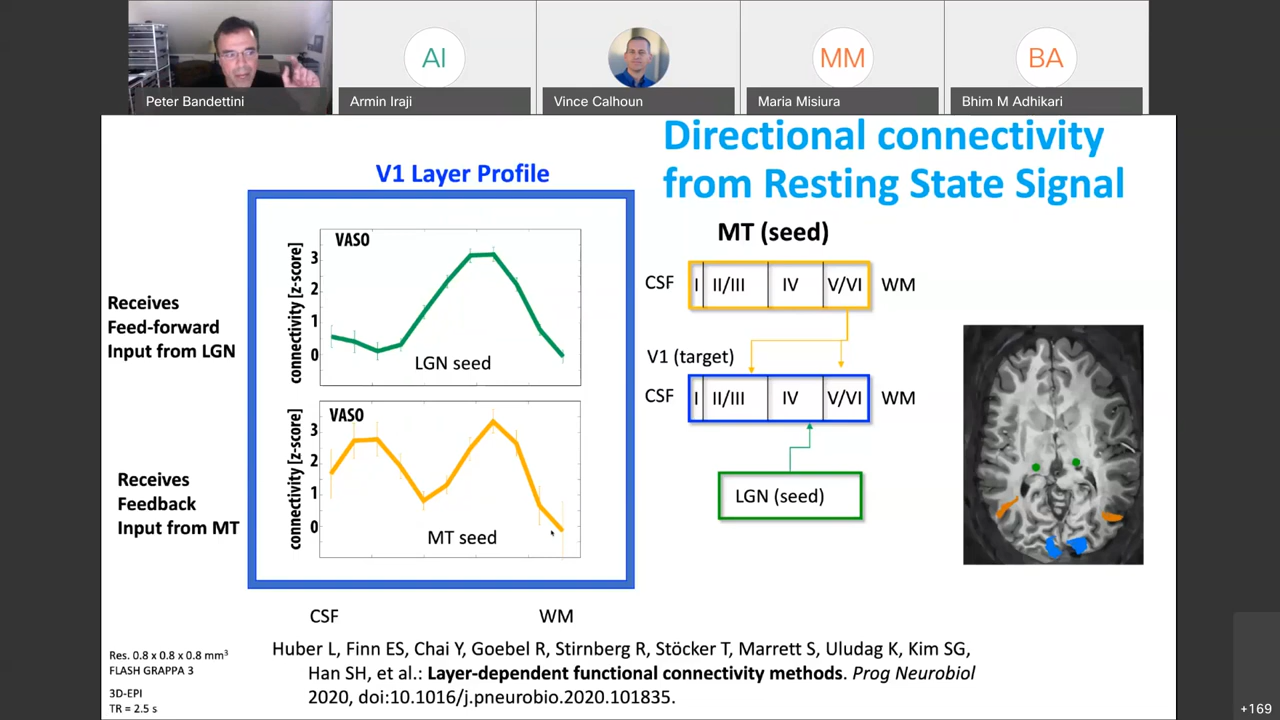 AI
MM
BA
Peter Bandettini
Armin Iraji
Vince Calhoun
Maria Misiura
Bhim M Adhikari
Directional connectivity
from Resting State Signal
V1 Layer Profile
Receives
Feed-forward
Input from LGN
VASO
connectivity [z-score]
3
2
1
0
LGN seed
Receives
Feedback
Input from MT
VASO
connectivity [z-score]
3
2
1
0
MT seed
CSF
WM
MT (seed)
CSF
I
II/III
IV
V/VI
WM
V1 (target)
CSF
I
II/III
IV
V/VI
WM
LGN (seed)
Res. 0.8 x 0.8 x 0.8 mm³
FLASH GRAPPA 3
3D-EPI
TR = 2.5 s
Huber L, Finn ES, Chai Y, Goebel R, Stirnberg R, Stöcker T, Marrett S, Uludag K, Kim SG,
Han SH, et al.: Layer-dependent functional connectivity methods. Prog Neurobiol
2020, doi:10.1016/j.pneurobio.2020.101835.
+169